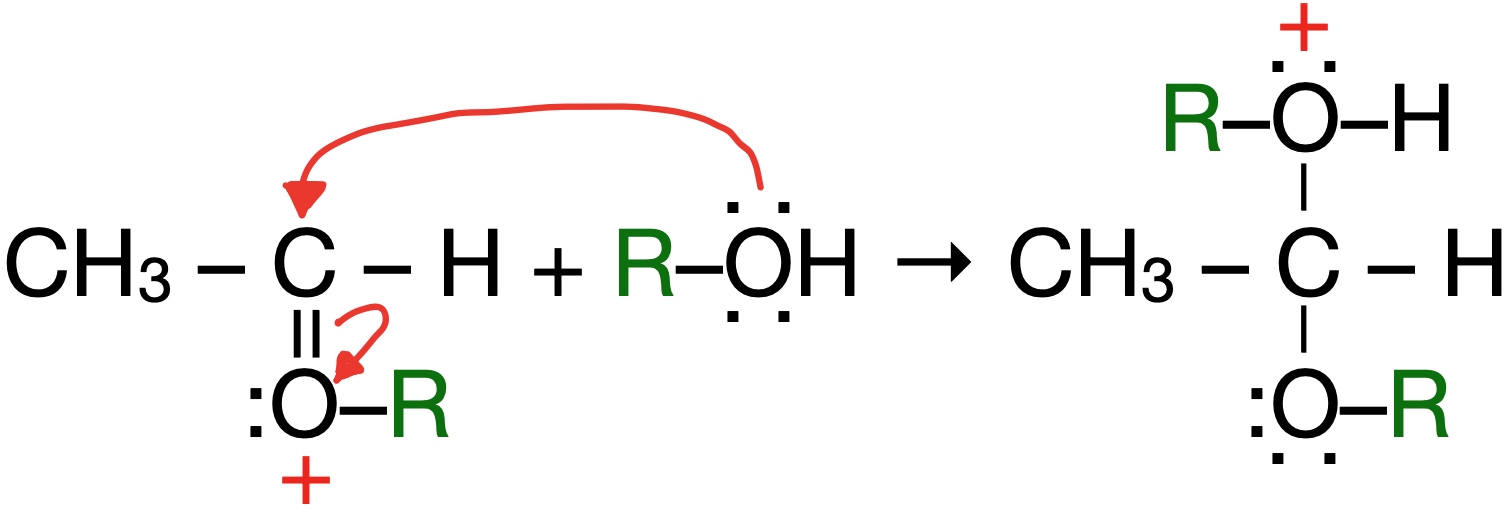 +
R–O–H
CH3 – C – H + R–OH → CH3 – C – H
O–R
+
O–R